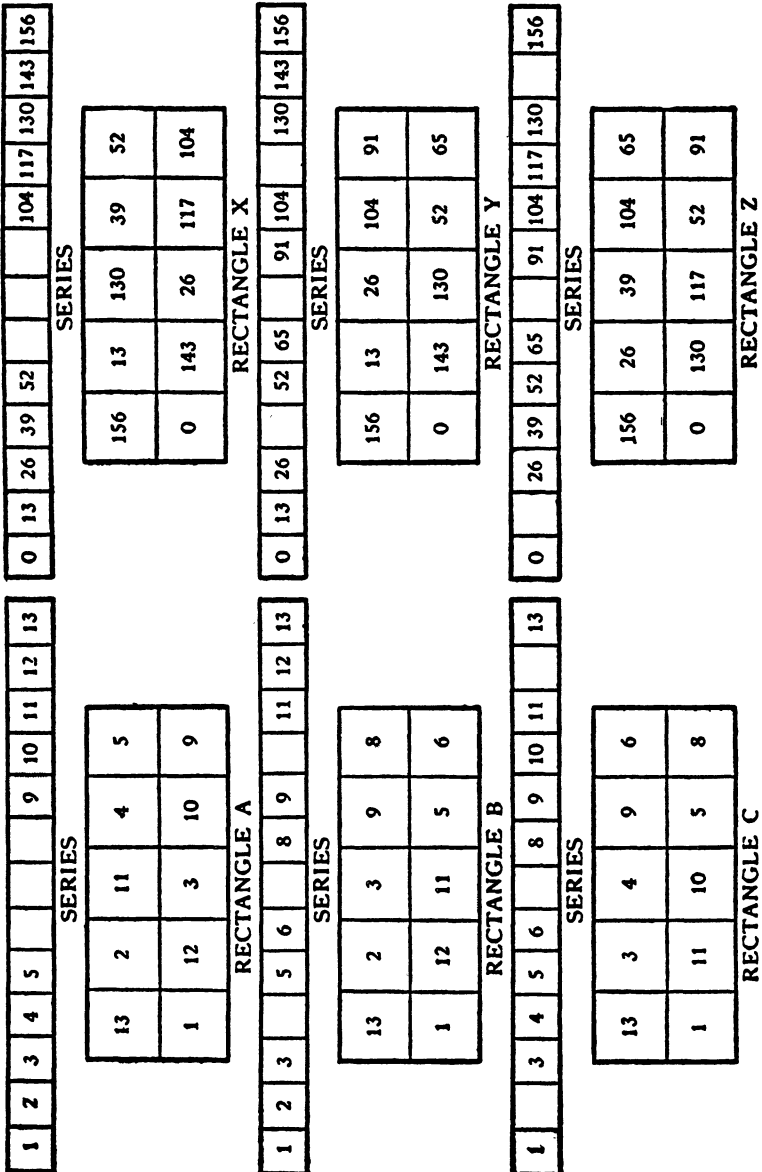 1 2 3 4 5 9 10 11 12 13
SERIES
13 2 11 4 5
1 12 3 10 9
RECTANGLE A
0 13 26 39 52 104 117 130 143 156
SERIES
156 13 130 39 52
0 143 26 117 104
RECTANGLE X
1 2 3 5 6 8 9 11 12 13
SERIES
13 2 3 9 8
1 12 11 5 6
RECTANGLE B
0 13 26 52 65 91 104 130 143 156
SERIES
156 13 26 104 91
0 143 130 52 65
RECTANGLE Y
1 3 4 5 6 8 9 10 11 13
SERIES
13 3 4 9 6
1 11 10 5 8
RECTANGLE C
0 26 39 52 65 91 104 117 130 156
SERIES
156 26 39 104 65
0 130 117 52 91
RECTANGLE Z